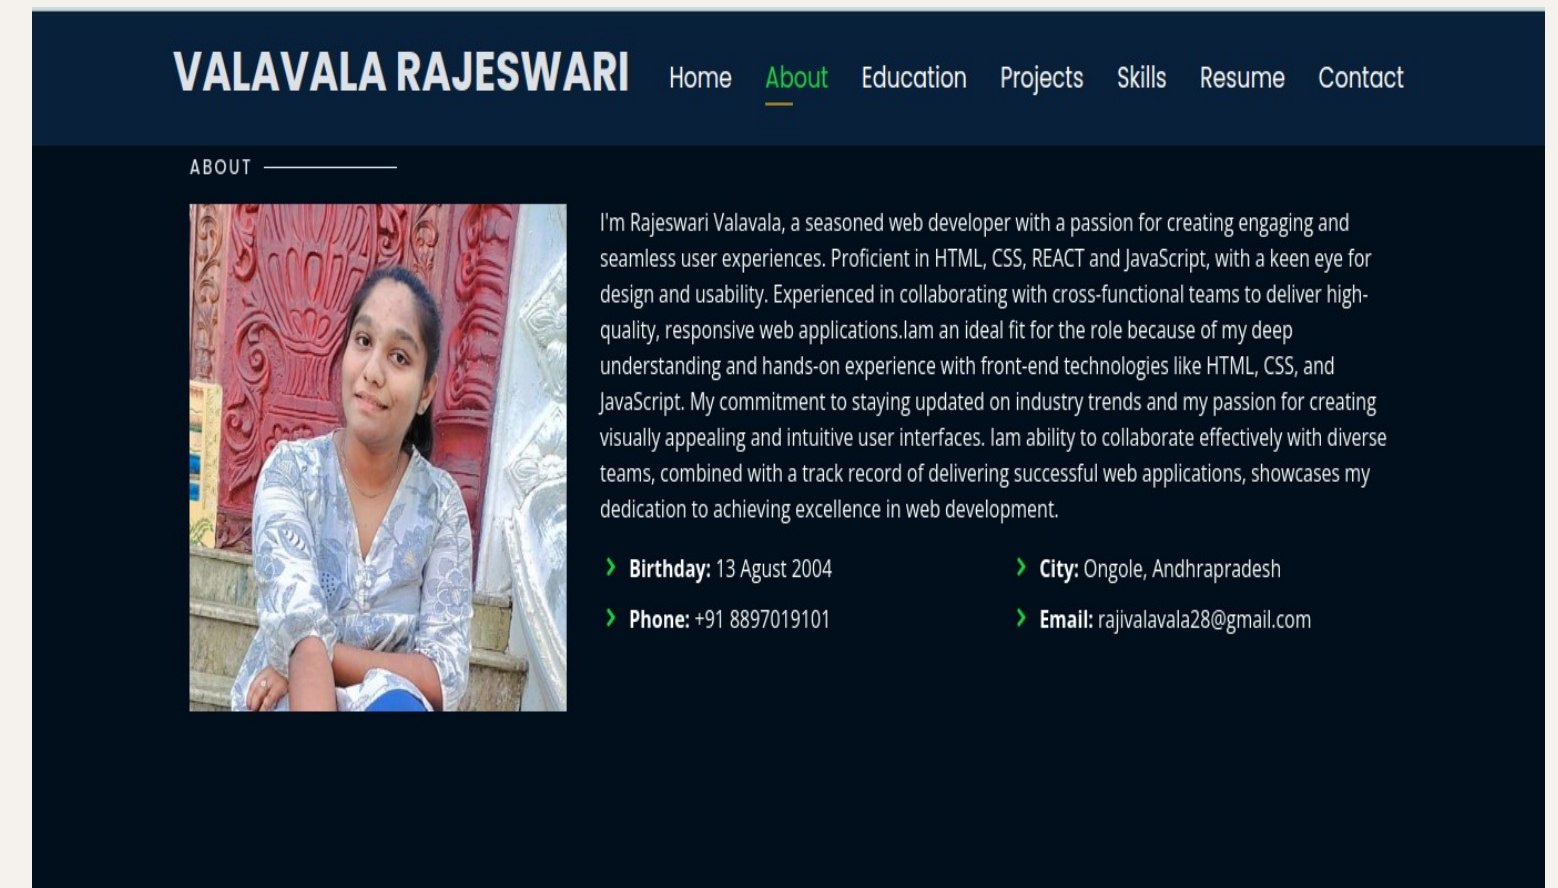 VALAVALA RAJESWARI Home About Education Projects Skills Resume Contact
ABOUT
I'm Rajeswari Valavala, a seasoned web developer with a passion for creating engaging and
seamless user experiences. Proficient in HTML, CSS, REACT and JavaScript, with a keen eye for
design and usability. Experienced in collaborating with cross-functional teams to deliver high-
quality, responsive web applications.Iam an ideal fit for the role because of my deep
understanding and hands-on experience with front-end technologies like HTML, CSS, and
JavaScript. My commitment to staying updated on industry trends and my passion for creating
visually appealing and intuitive user interfaces. Iam ability to collaborate effectively with diverse
teams, combined with a track record of delivering successful web applications, showcases my
dedication to achieving excellence in web development.
Birthday: 13 Agust 2004 City: Ongole, Andhrapradesh
Phone: +91 8897019101 Email: rajivalavala28@gmail.com